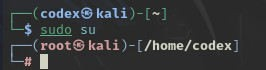 ┌──(codex㉿kali)-[~]
└─$ sudo su
┌──(root㉿kali)-[/home/codex]
└─#